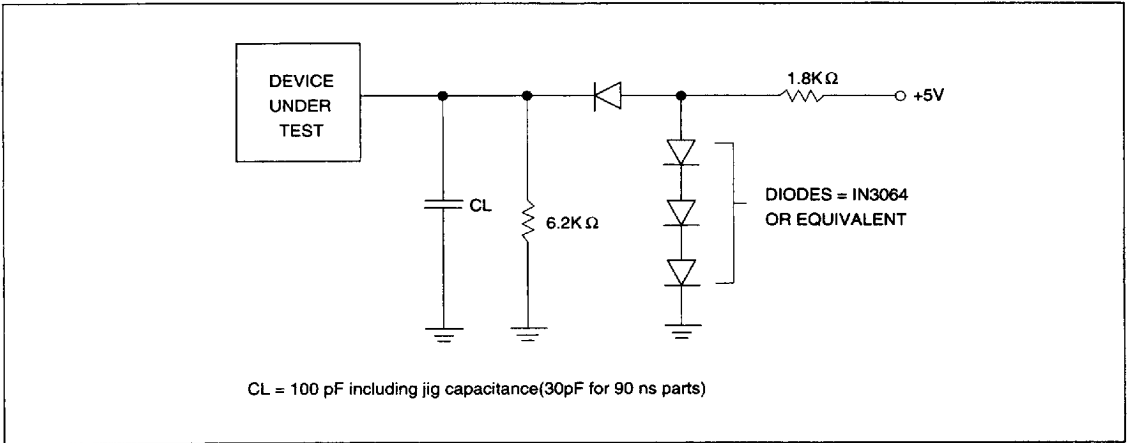 DEVICE
UNDER
TEST
1.8KΩ
+5V
CL
6.2KΩ
DIODES = IN3064
OR EQUIVALENT
CL = 100 pF including jig capacitance(30pF for 90 ns parts)